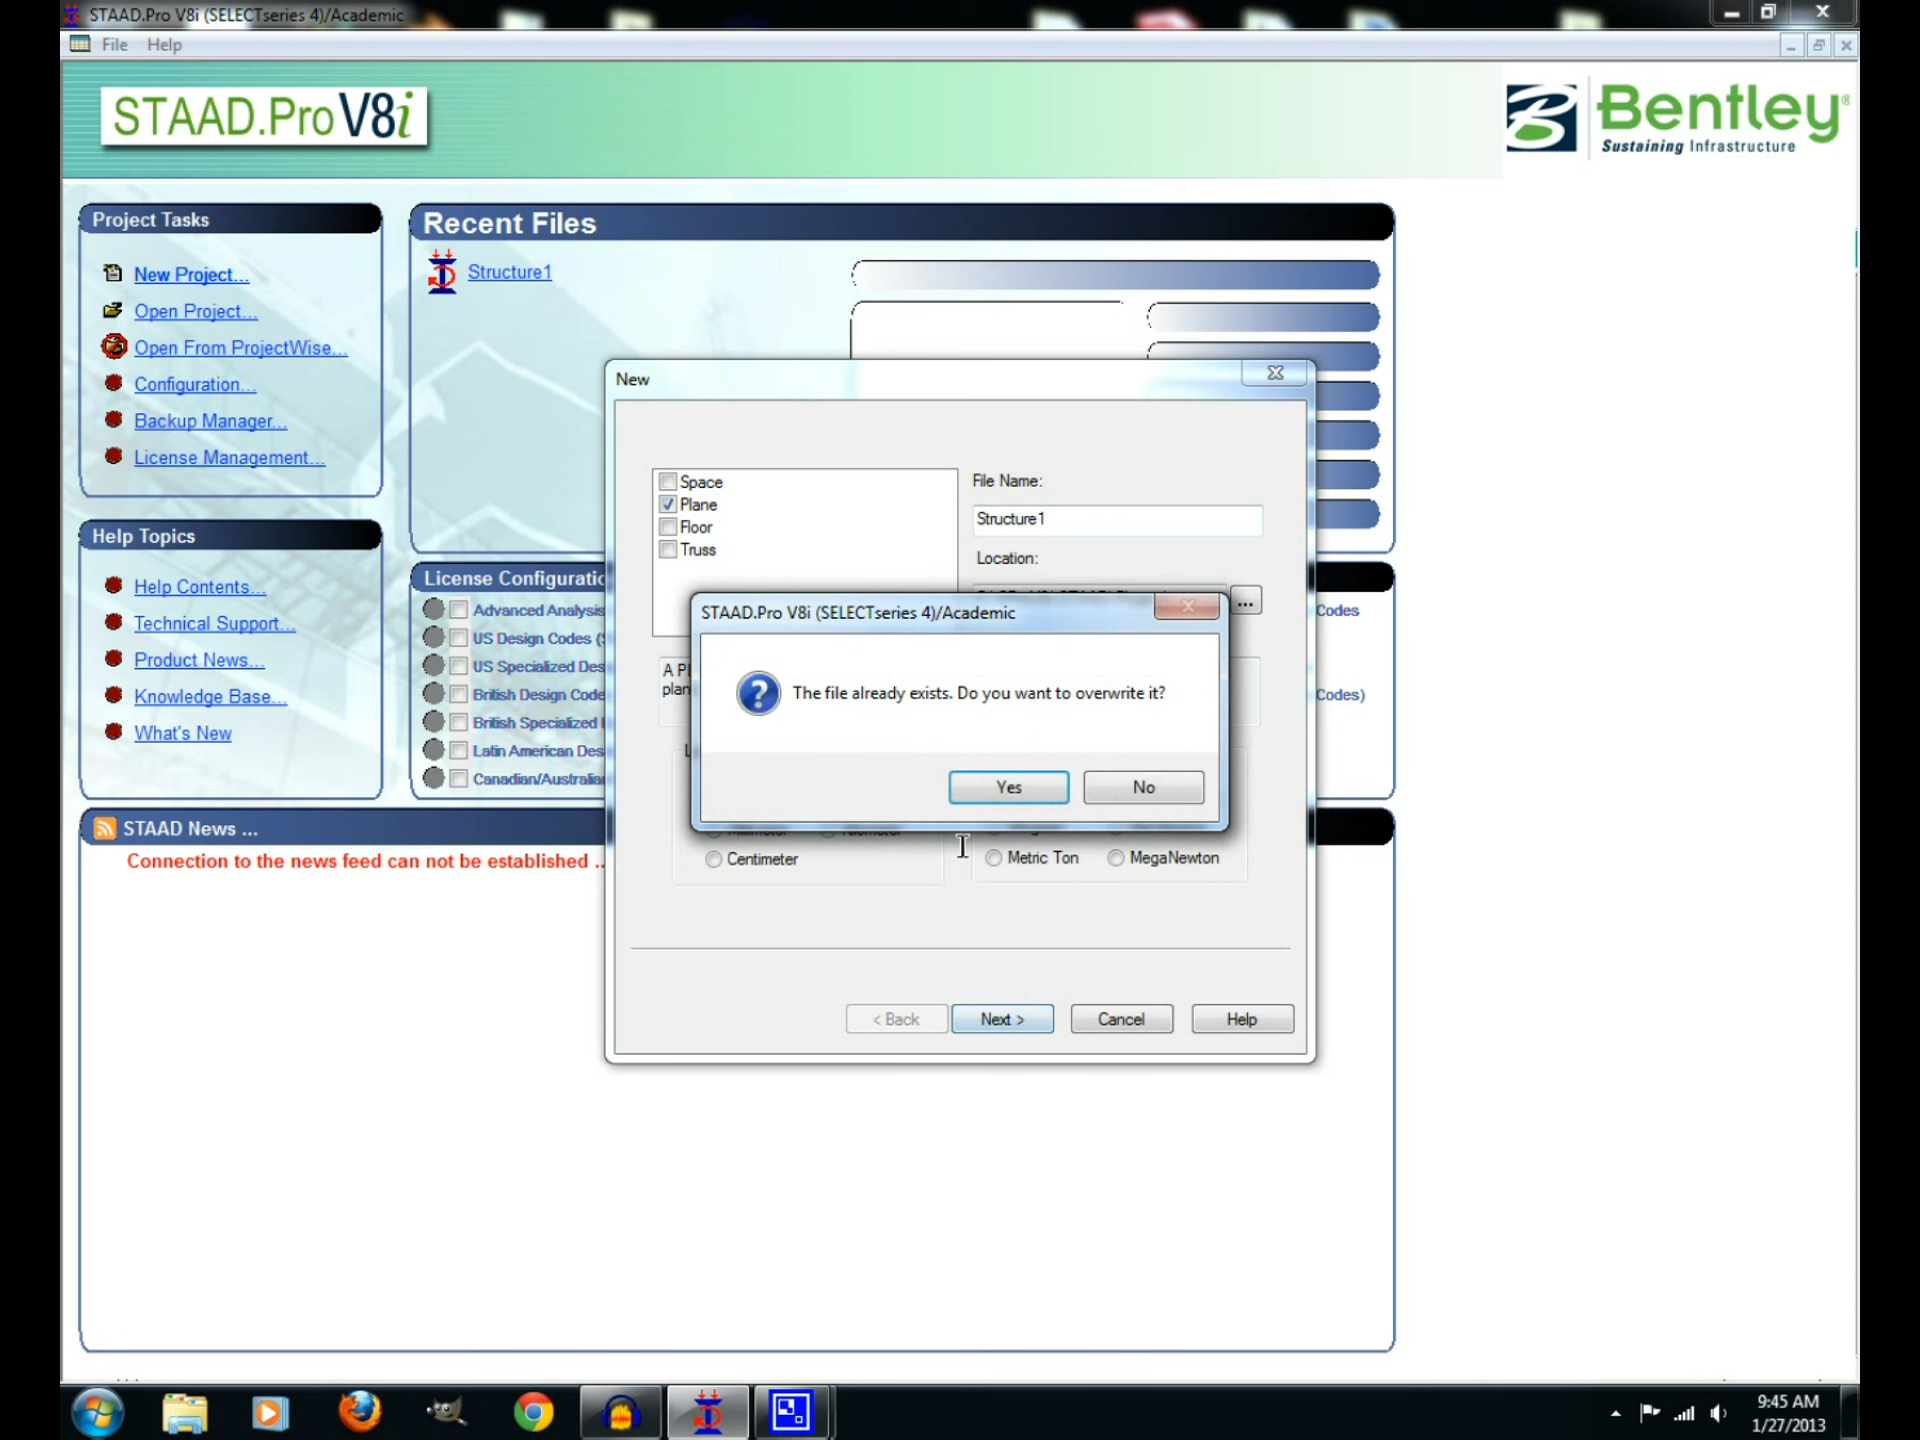 STAAD.Pro V8i (SELECTseries 4)/Academic
File Help
STAAD.Pro V8i
Bentley®
Sustaining Infrastructure
Project Tasks
New Project...
Open Project...
Open From ProjectWise...
Configuration...
Backup Manager...
License Management...
Recent Files
Structure1
Help Topics
Help Contents...
Technical Support...
Product News...
Knowledge Base...
What's New
License Configuratio
Advanced Analysis
US Design Codes (
US Specialized Des
British Design Code
British Specialized
Latin American Des
Canadian/Australia
Codes
Codes)
STAAD News ...
Connection to the news feed can not be established ..
New
Space
Plane
Floor
Truss
File Name:
Structure1
Location:
...
A Pl
plan
STAAD.Pro V8i (SELECTseries 4)/Academic
The file already exists. Do you want to overwrite it?
Yes
No
Centimeter
Metric Ton
MegaNewton
< Back
Next >
Cancel
Help
9:45 AM
1/27/2013